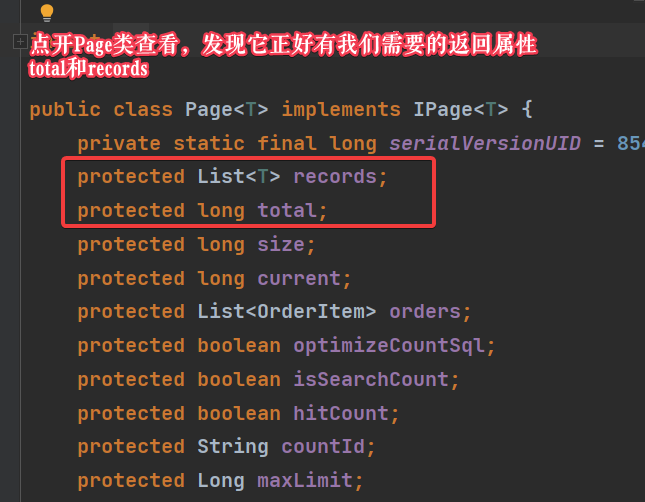 点开Page类查看，发现它正好有我们需要的返回属性
total和records
public class Page<T> implements IPage<T> {
private static final long serialVersionUID = 854
protected List<T> records;
protected long total;
protected long size;
protected long current;
protected List<OrderItem> orders;
protected boolean optimizeCountSql;
protected boolean isSearchCount;
protected boolean hitCount;
protected String countId;
protected Long maxLimit;